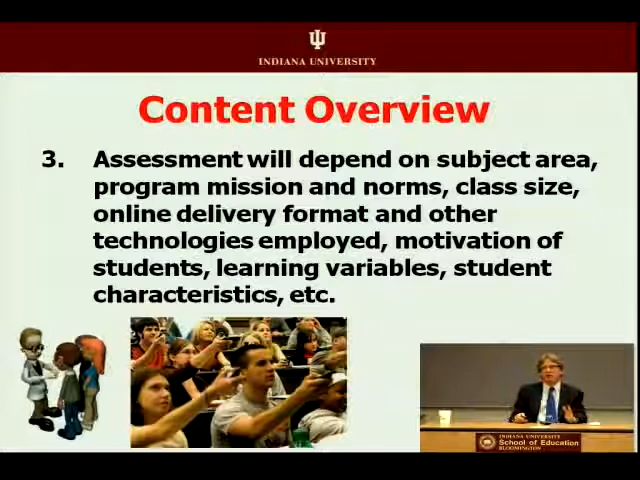 INDIANA UNIVERSITY
Content Overview
3. Assessment will depend on subject area,
program mission and norms, class size,
online delivery format and other
technologies employed, motivation of
students, learning variables, student
characteristics, etc.
INDIANA UNIVERSITY
School of Education
BLOOMINGTON